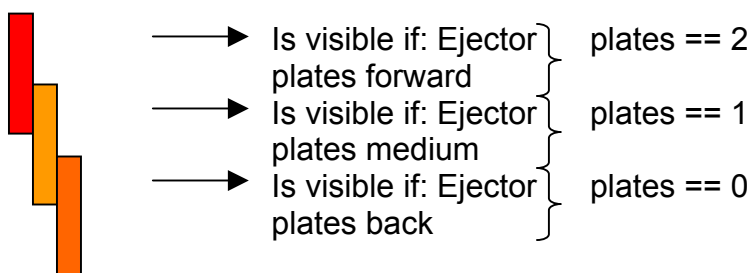 Is visible if: Ejector plates == 2
plates forward
Is visible if: Ejector plates == 1
plates medium
Is visible if: Ejector plates == 0
plates back